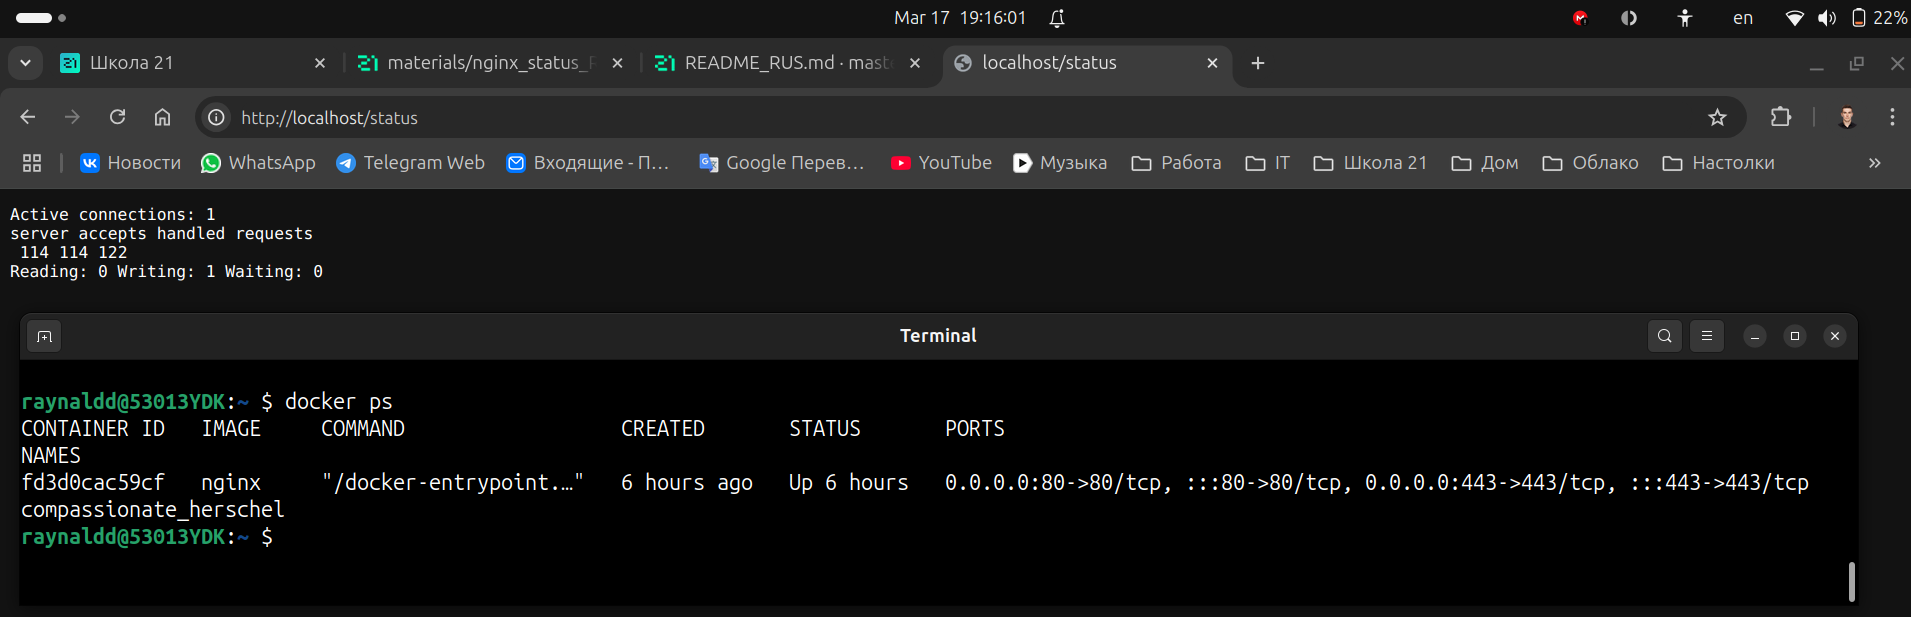 Mar 17 19:16:01
en
22%
Школа 21
materials/nginx_status_
README_RUS.md · mast
localhost/status
http://localhost/status
Новости
WhatsApp
Telegram Web
Входящие - П…
Google Перев…
YouTube
Музыка
Работа
IT
Школа 21
Дом
Облако
Настолки
»
Active connections: 1
server accepts handled requests
114 114 122
Reading: 0 Writing: 1 Waiting: 0
Terminal
raynaldd@53013YDK:~ $ docker ps
CONTAINER ID IMAGE COMMAND CREATED STATUS PORTS
NAMES
fd3d0cac59cf nginx "/docker-entrypoint.…" 6 hours ago Up 6 hours 0.0.0.0:80->80/tcp, :::80->80/tcp, 0.0.0.0:443->443/tcp, :::443->443/tcp
compassionate_herschel
raynaldd@53013YDK:~ $